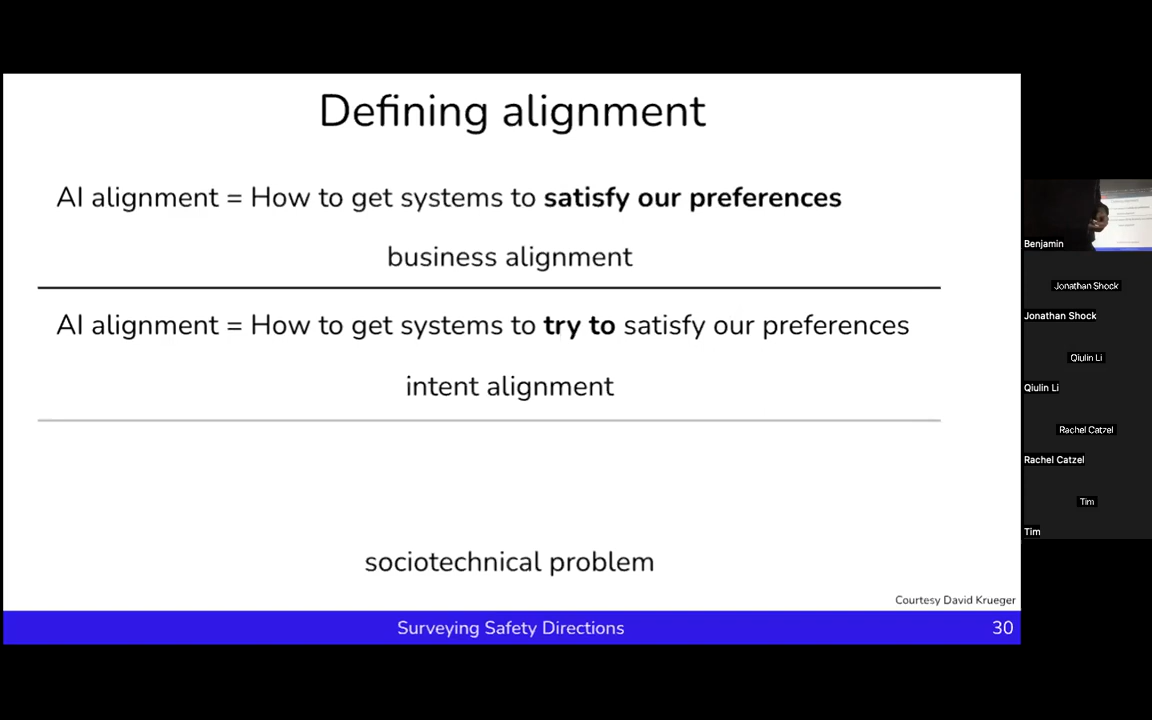 Defining alignment
AI alignment = How to get systems to satisfy our preferences
business alignment
AI alignment = How to get systems to try to satisfy our preferences
intent alignment
sociotechnical problem
Courtesy David Krueger
Surveying Safety Directions
30
Benjamin
Jonathan Shock
Jonathan Shock
Qiulin Li
Qiulin Li
Rachel Catzel
Rachel Catzel
Tim
Tim